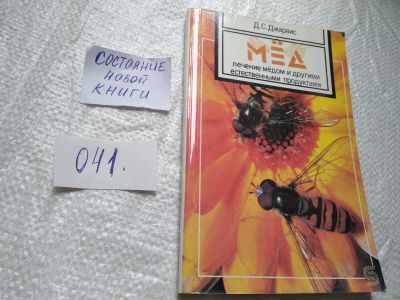 СОСТОЯНИЕ
НОВОЙ
КНИГИ
041.
Д.С.Джарвис
МЁД
лечение мёдом и другими
естественными продуктами